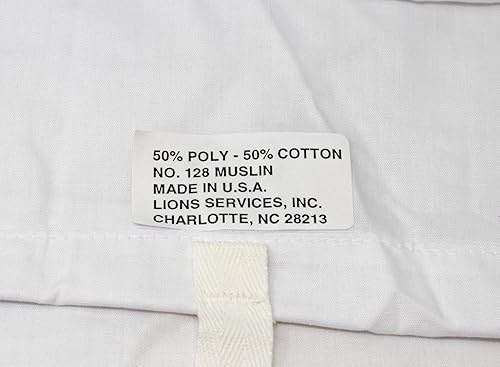 50% POLY - 50% COTTON
NO. 128 MUSLIN
MADE IN U.S.A.
LIONS SERVICES, INC.
CHARLOTTE, NC 28213